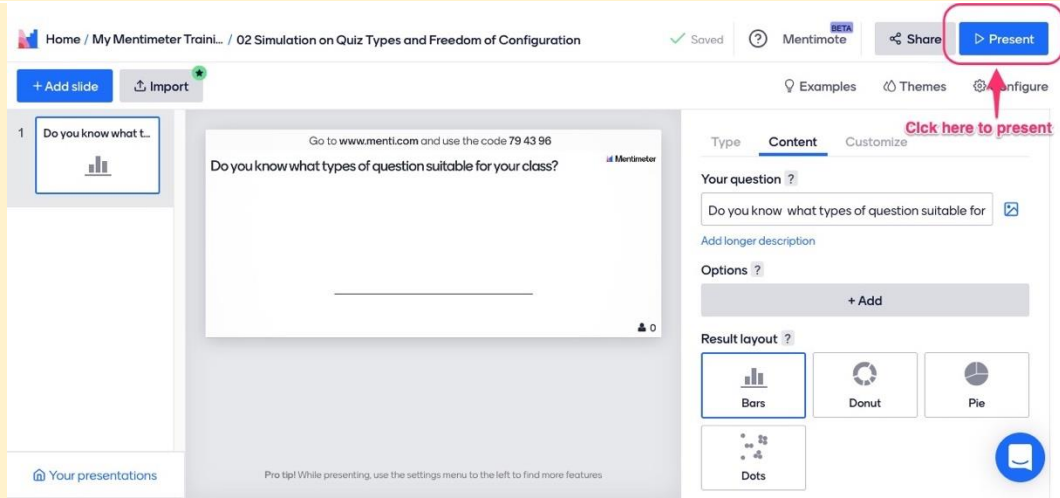 Home / My Mentimeter Traini... / 02 Simulation on Quiz Types and Freedom of Configuration
Saved
?
Mentimote
BETA
Share
Present
+ Add slide
Import
Examples
Themes
Configure
Clck here to present
1
Do you know what t...
Go to www.menti.com and use the code 79 43 96
Mentimeter
Do you know what types of question suitable for your class?
0
Type Content Customize
Your question ?
Do you know what types of question suitable for
Add longer description
Options ?
+ Add
Result layout ?
Bars Donut Pie
Dots
Your presentations
Pro tip! While presenting, use the settings menu to the left to find more features